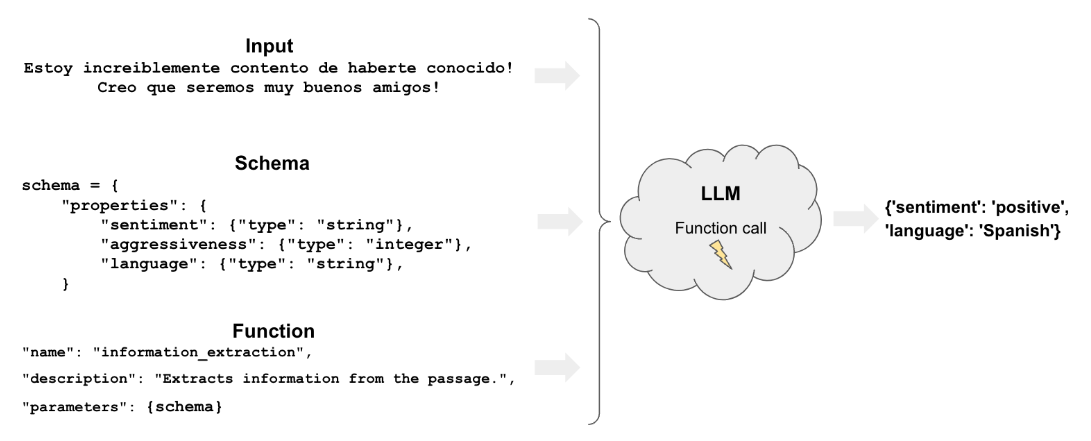 Input
Estoy increiblemente contento de haberte conocido!
Creo que seremos muy buenos amigos!
Schema
schema = {
"properties": {
"sentiment": {"type": "string"},
"aggressiveness": {"type": "integer"},
"language": {"type": "string"},
}
Function
"name": "information_extraction",
"description": "Extracts information from the passage.",
"parameters": {schema}
LLM
Function call
{'sentiment': 'positive',
'language': 'Spanish'}